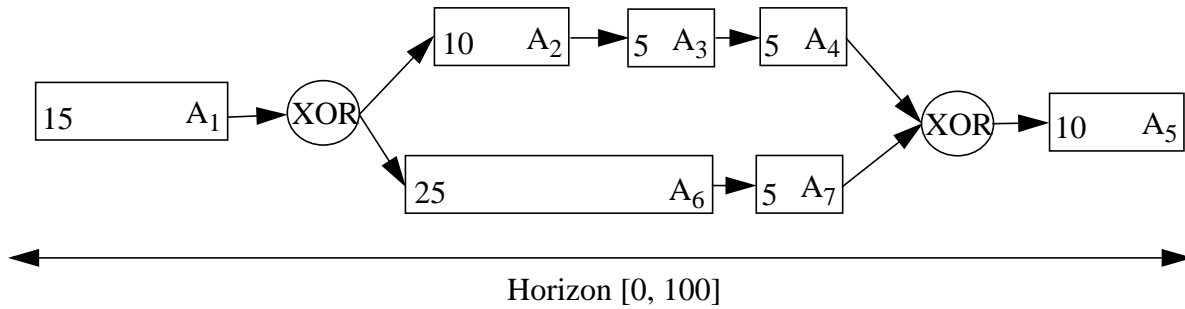 10 A₂
5 A₃
5 A₄
15 A₁
XOR
XOR
10 A₅
25 A₆
5 A₇
Horizon [0, 100]